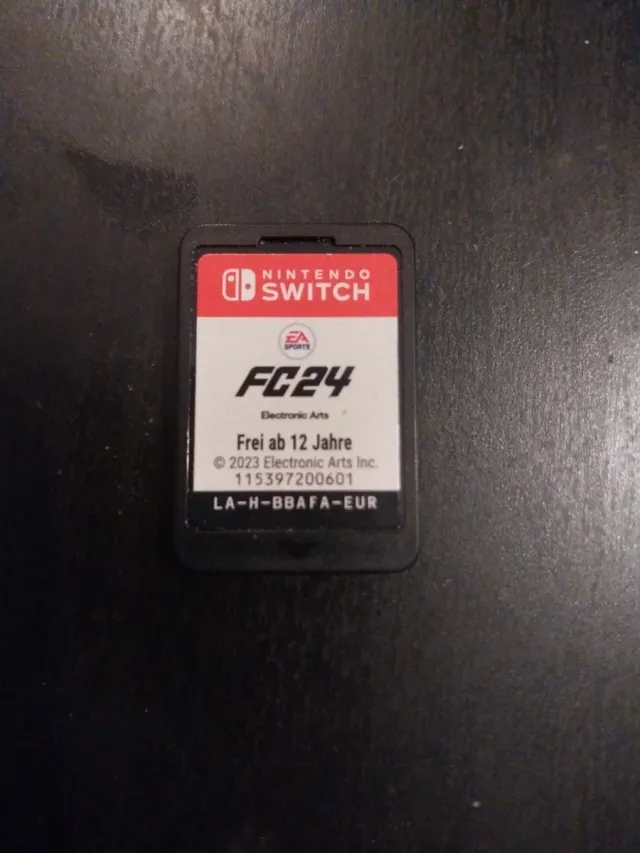 NINTENDO
SWITCH
EA
SPORTS
FC24
Electronic Arts
Frei ab 12 Jahre
© 2023 Electronic Arts Inc.
115397200601
LA-H-BBAFA-EUR